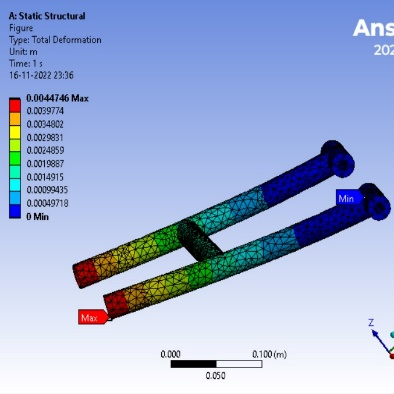 A: Static Structural
Figure
Type: Total Deformation
Unit: m
Time: 1 s
16-11-2022 23:36
Ans
202
0.0044746 Max
0.0039774
0.0034802
0.0029831
0.0024859
0.0019887
0.0014915
0.00099435
0.00049718
0 Min
Min
Max
0.000
0.100 (m)
0.050
Z